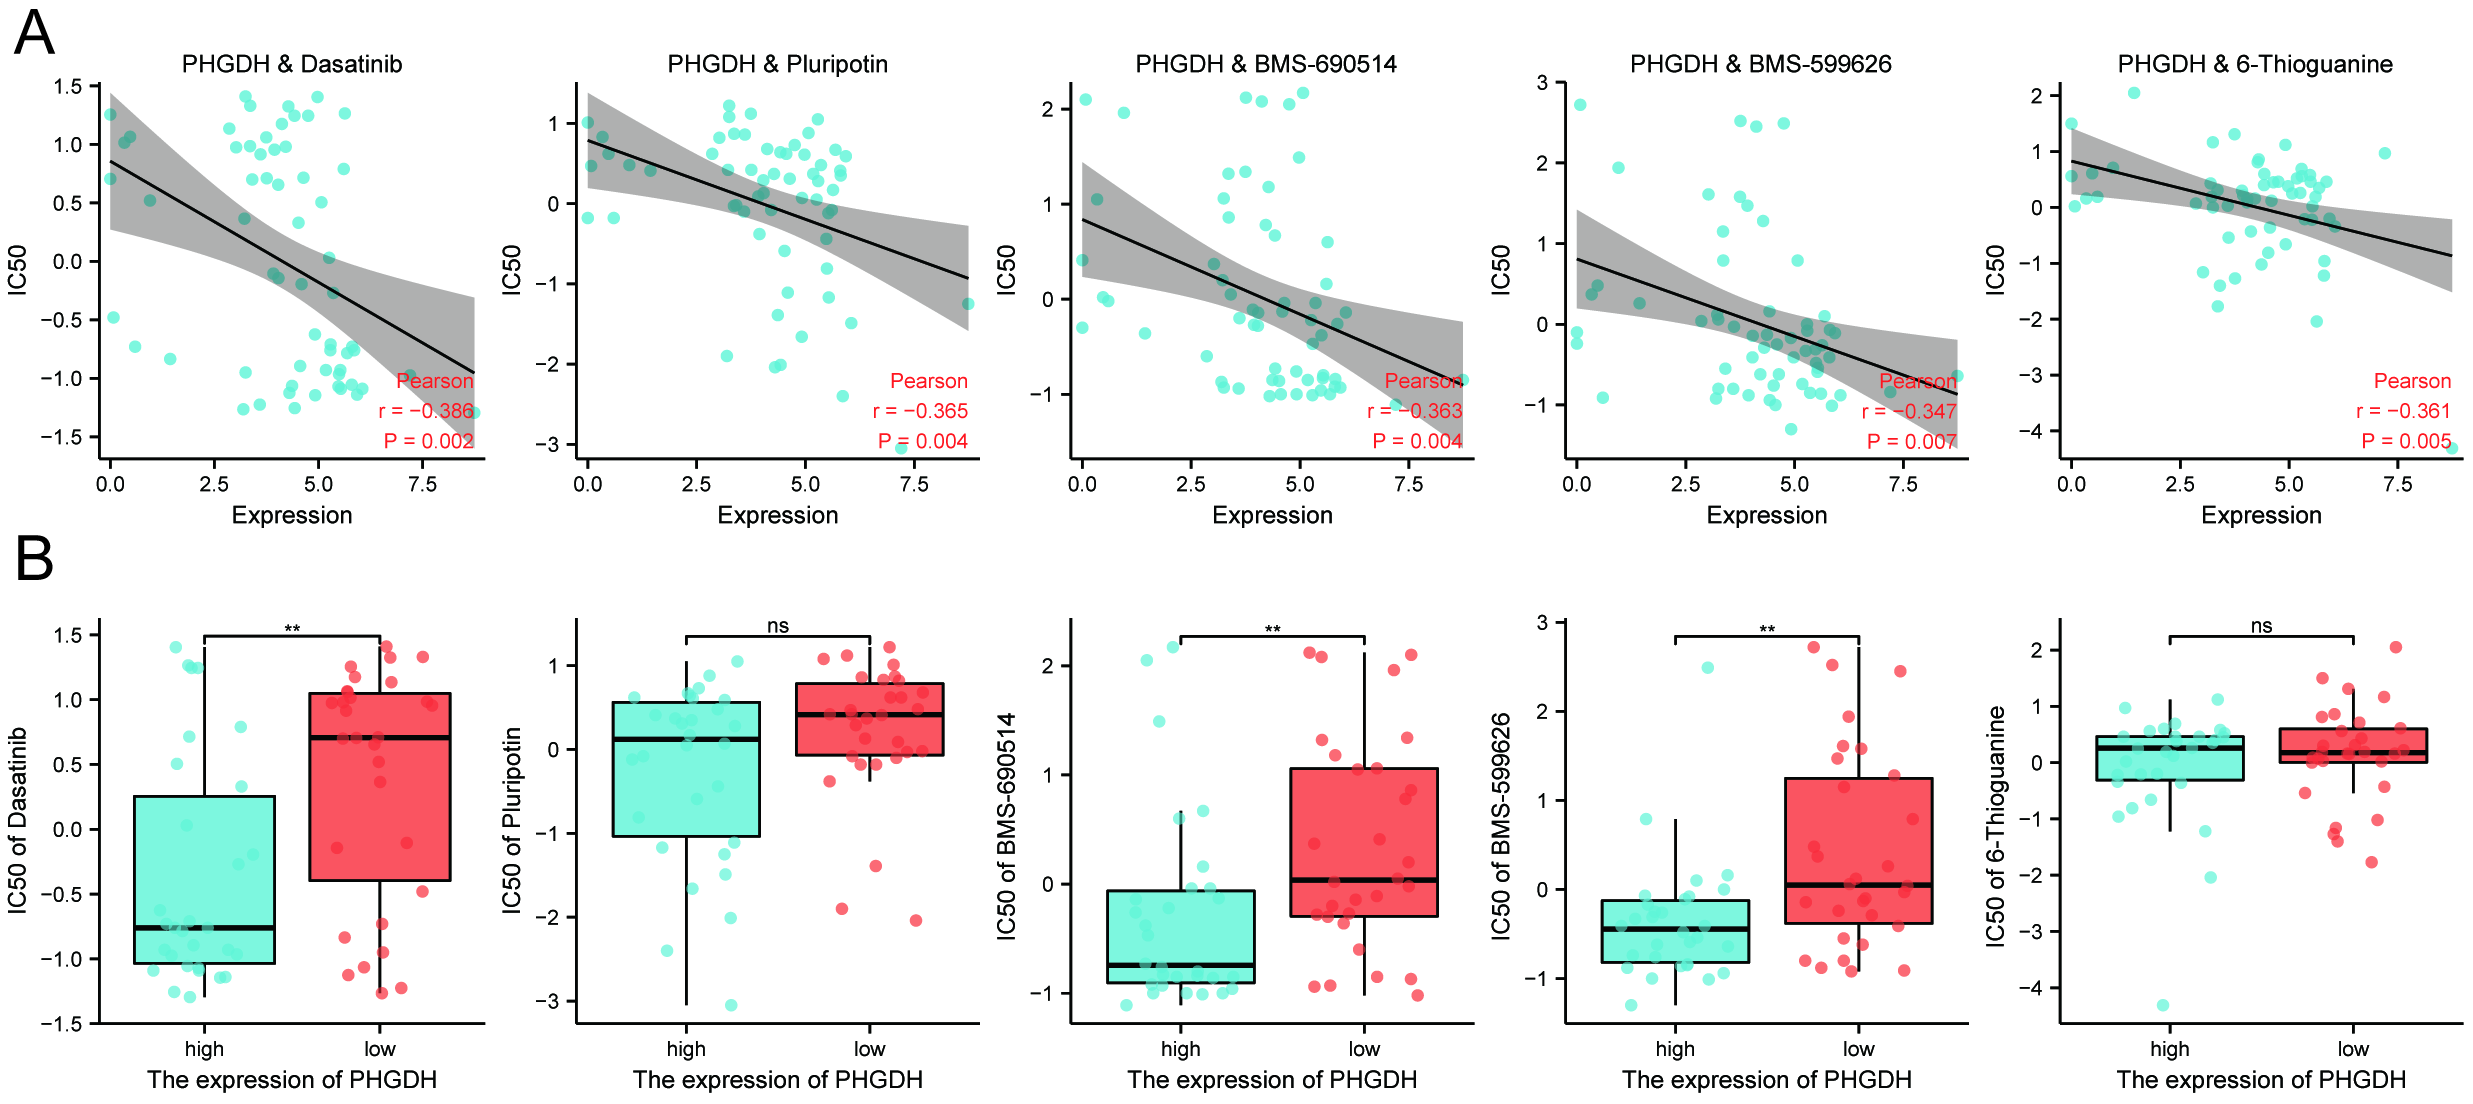 A
PHGDH & Dasatinib
PHGDH & Pluripotin
PHGDH & BMS-690514
PHGDH & BMS-599626
PHGDH & 6-Thioguanine
IC50
1.5
1.0
0.5
0.0
−0.5
−1.0
−1.5
Pearson
r = −0.386
P = 0.002
0.0 2.5 5.0 7.5
Expression
IC50
1
0
−1
−2
−3
Pearson
r = −0.365
P = 0.004
0.0 2.5 5.0 7.5
Expression
IC50
2
1
0
−1
Pearson
r = −0.363
P = 0.004
0.0 2.5 5.0 7.5
Expression
IC50
3
2
1
0
−1
Pearson
r = −0.347
P = 0.007
0.0 2.5 5.0 7.5
Expression
IC50
2
1
0
−1
−2
−3
−4
Pearson
r = −0.361
P = 0.005
0.0 2.5 5.0 7.5
Expression
B
IC50 of Dasatinib
1.5
1.0
0.5
0.0
−0.5
−1.0
−1.5
**
high low
The expression of PHGDH
IC50 of Pluripotin
1
0
−1
−2
−3
ns
high low
The expression of PHGDH
IC50 of BMS-690514
2
1
0
−1
**
high low
The expression of PHGDH
IC50 of BMS-599626
3
2
1
0
−1
**
high low
The expression of PHGDH
IC50 of 6-Thioguanine
2
1
0
−1
−2
−3
−4
ns
high low
The expression of PHGDH